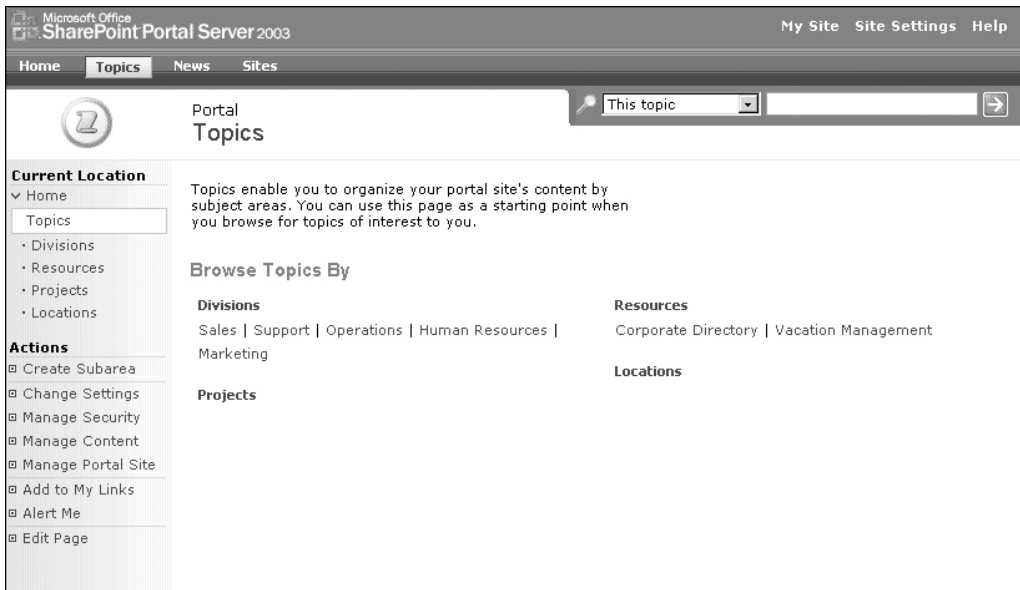 Microsoft Office
SharePoint Portal Server 2003
My Site Site Settings Help
Home Topics News Sites
Portal
Topics
This topic
Current Location
Home
Topics
Divisions
Resources
Projects
Locations
Actions
Create Subarea
Change Settings
Manage Security
Manage Content
Manage Portal Site
Add to My Links
Alert Me
Edit Page
Topics enable you to organize your portal site's content by
subject areas. You can use this page as a starting point when
you browse for topics of interest to you.
Browse Topics By
Divisions
Sales | Support | Operations | Human Resources |
Marketing
Projects
Resources
Corporate Directory | Vacation Management
Locations